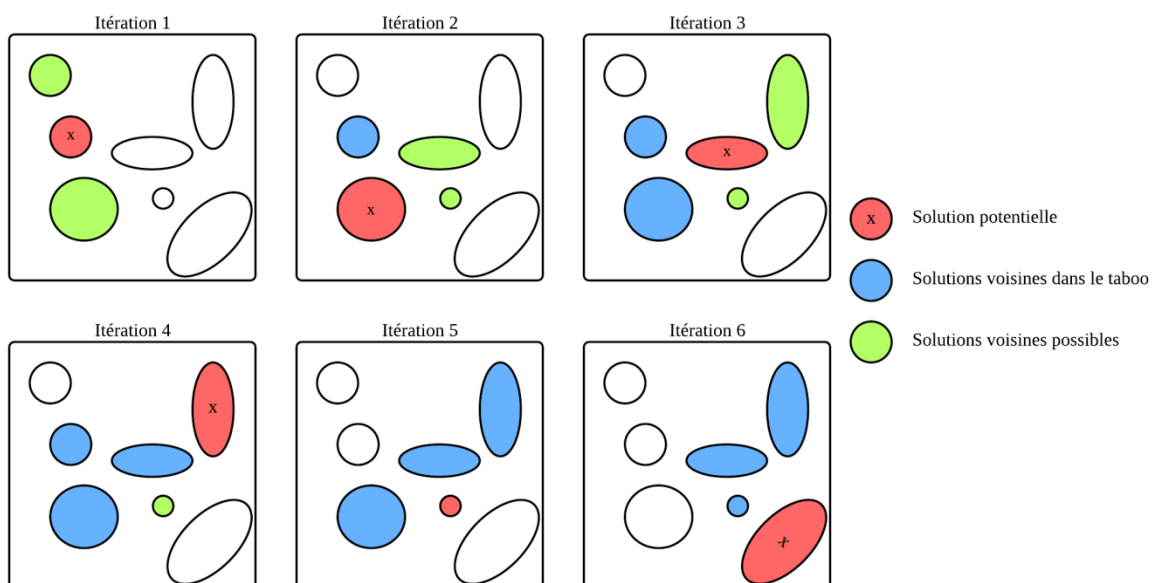 Itération 1
Itération 2
Itération 3
x
x
x
x Solution potentielle
Solutions voisines dans le taboo
Solutions voisines possibles
Itération 4
Itération 5
Itération 6
x
x